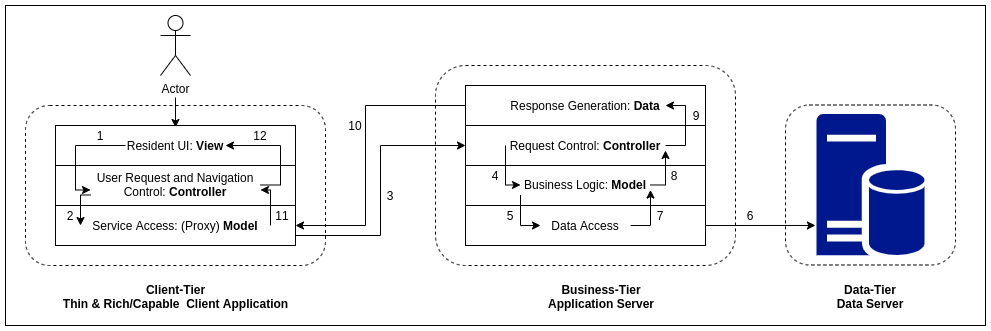 Actor
1
12
Resident UI: View
User Request and Navigation
Control: Controller
2
11
Service Access: (Proxy) Model
10
3
Response Generation: Data
9
Request Control: Controller
4
8
Business Logic: Model
5
7
Data Access
6
Client-Tier
Thin & Rich/Capable Client Application
Business-Tier
Application Server
Data-Tier
Data Server